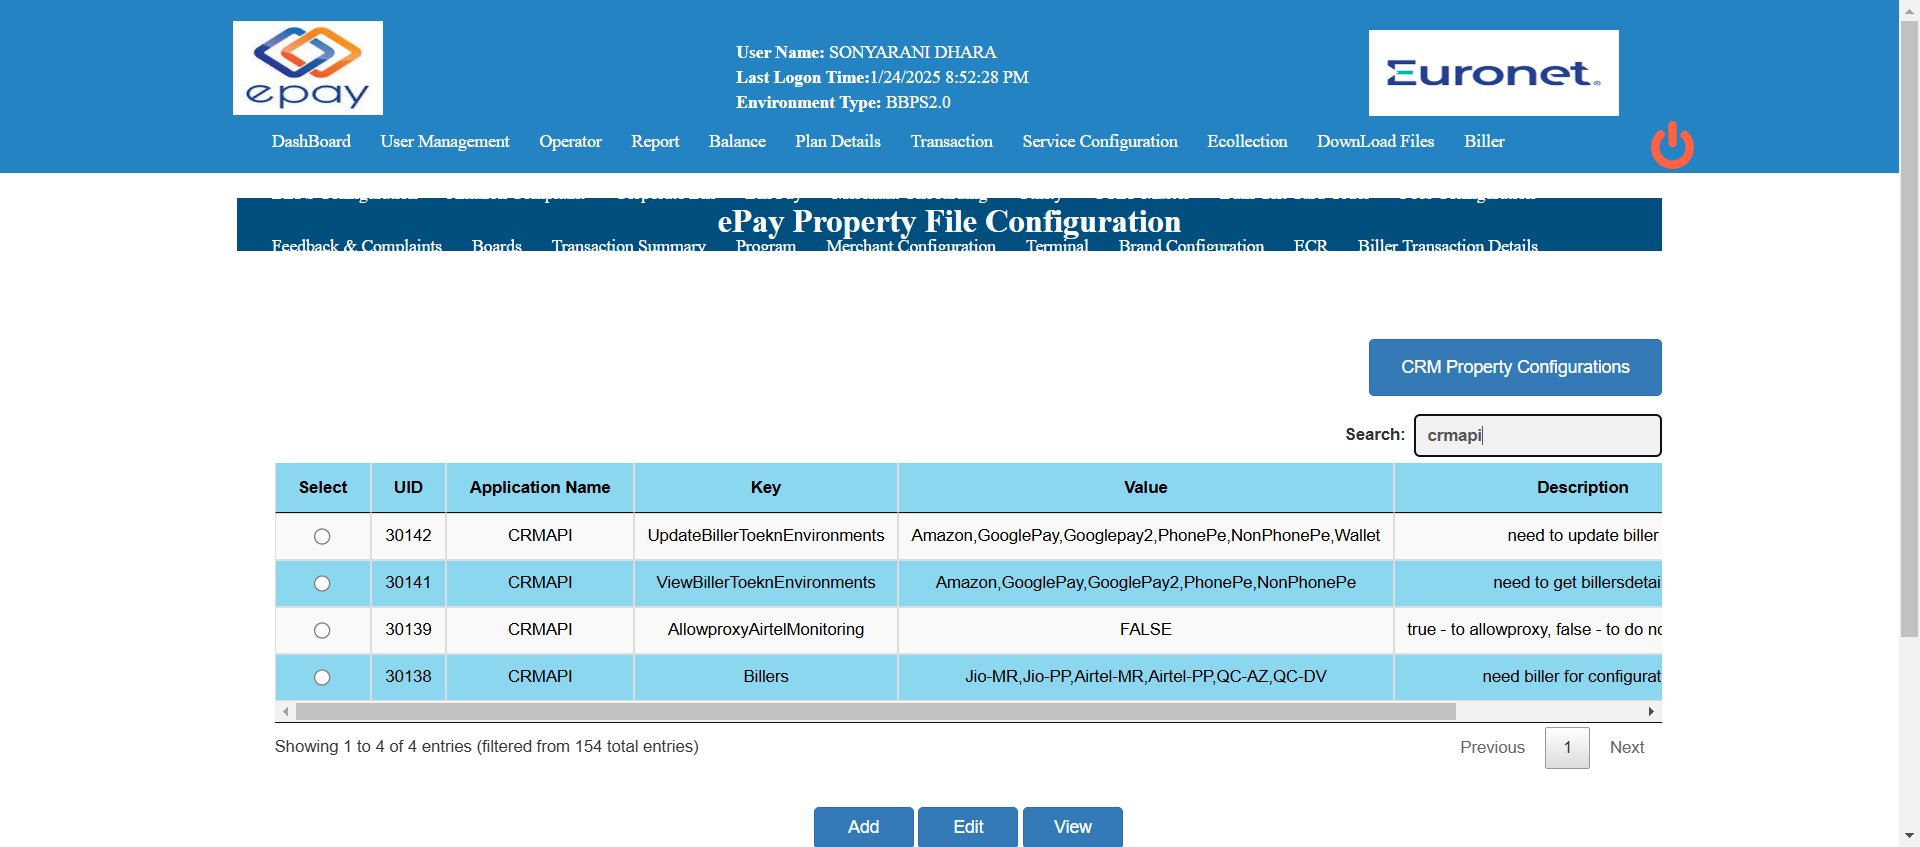 epay
User Name: SONYARANI DHARA
Last Logon Time:1/24/2025 8:52:28 PM
Environment Type: BBPS2.0
Euronet
DashBoard User Management Operator Report Balance Plan Details Transaction Service Configuration Ecollection DownLoad Files Biller
ePay Property File Configuration
Feedback & Complaints Boards Transaction Summary Program Merchant Configuration Terminal Brand Configuration ECR Biller Transaction Details
CRM Property Configurations
Search: crmapi
Select UID Application Name Key Value Description
30142 CRMAPI UpdateBillerToeknEnvironments Amazon,GooglePay,Googlepay2,PhonePe,NonPhonePe,Wallet need to update biller
30141 CRMAPI ViewBillerToeknEnvironments Amazon,GooglePay,GooglePay2,PhonePe,NonPhonePe need to get billersdetai
30139 CRMAPI AllowproxyAirtelMonitoring FALSE true - to allowproxy, false - to do no
30138 CRMAPI Billers Jio-MR,Jio-PP,Airtel-MR,Airtel-PP,QC-AZ,QC-DV need biller for configurat
Showing 1 to 4 of 4 entries (filtered from 154 total entries)
Previous 1 Next
Add Edit View